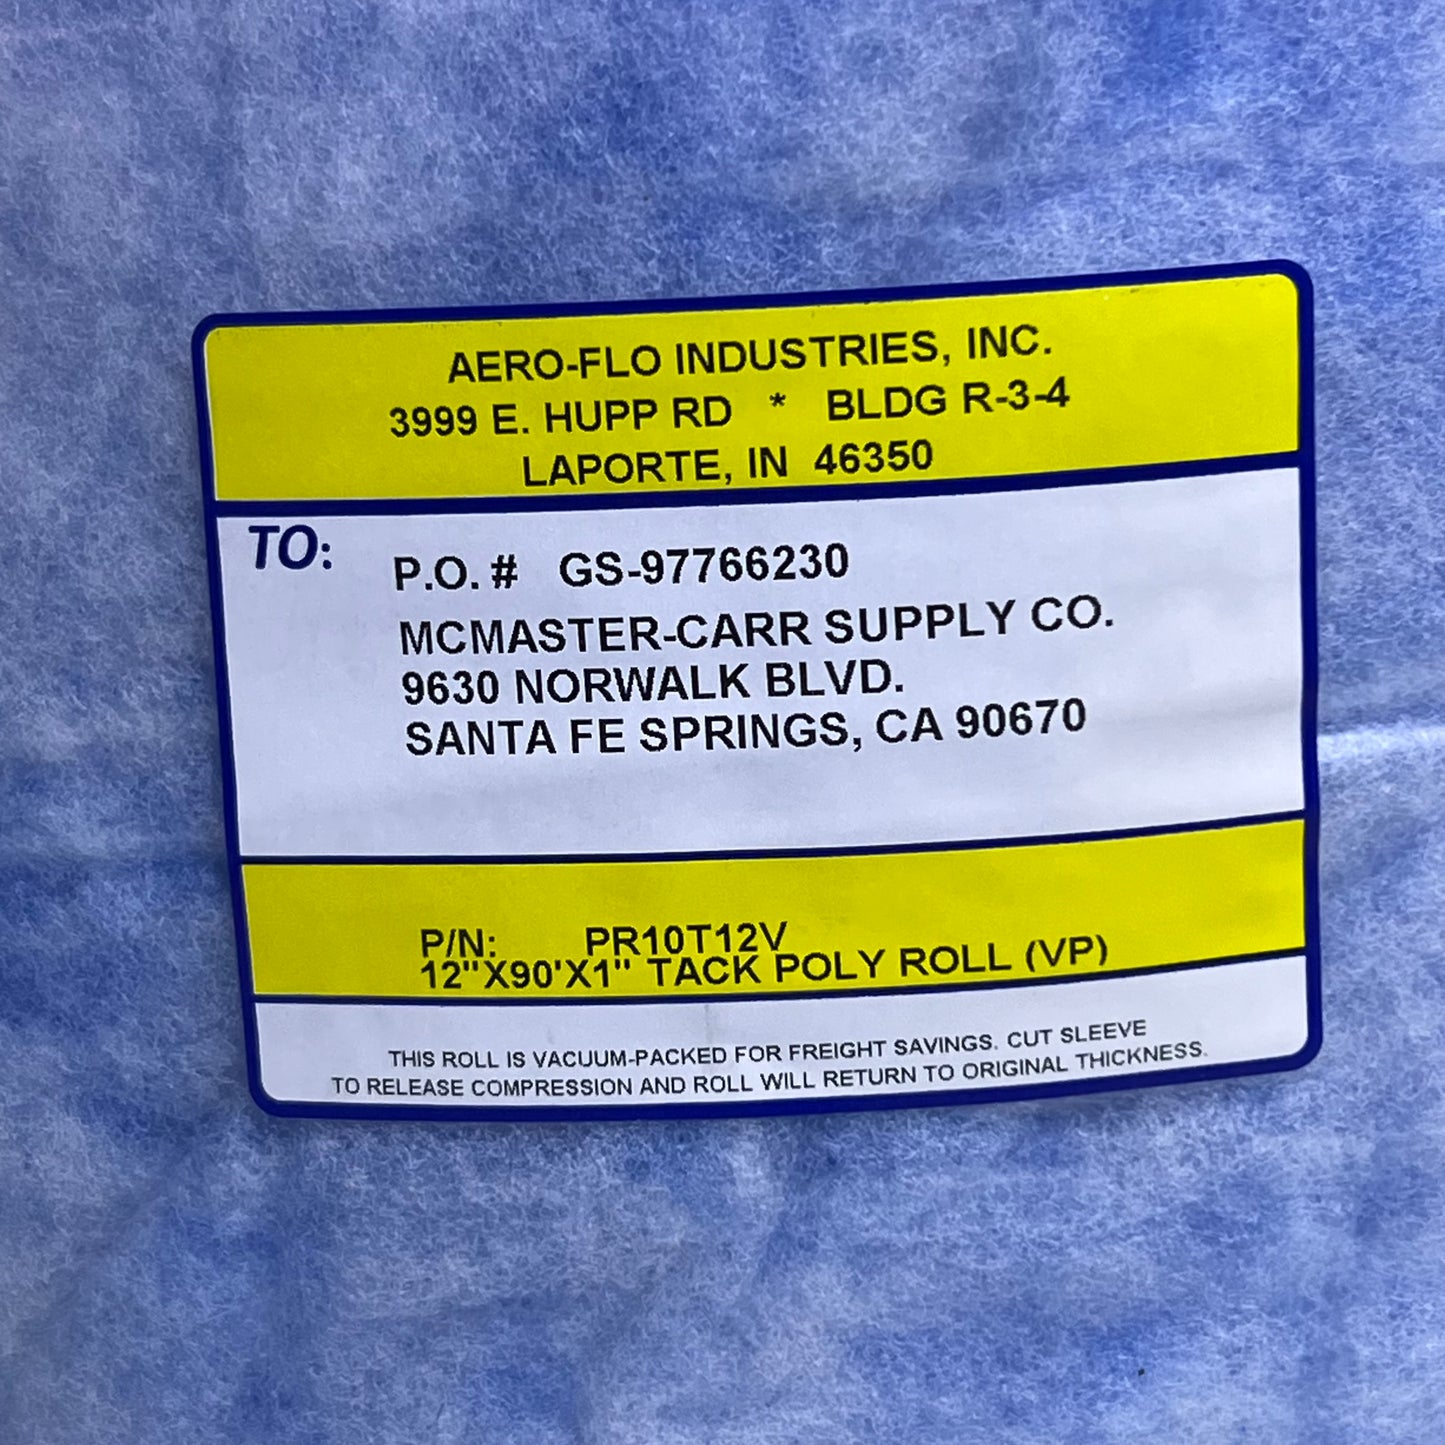 AERO-FLO INDUSTRIES, INC.
3999 E. HUPP RD * BLDG R-3-4
LAPORTE, IN 46350
TO:
P.O. # GS-97766230
MCMASTER-CARR SUPPLY CO.
9630 NORWALK BLVD.
SANTA FE SPRINGS, CA 90670
P/N: PR10T12V
12"X90'X1" TACK POLY ROLL (VP)
THIS ROLL IS VACUUM-PACKED FOR FREIGHT SAVINGS. CUT SLEEVE
TO RELEASE COMPRESSION AND ROLL WILL RETURN TO ORIGINAL THICKNESS.